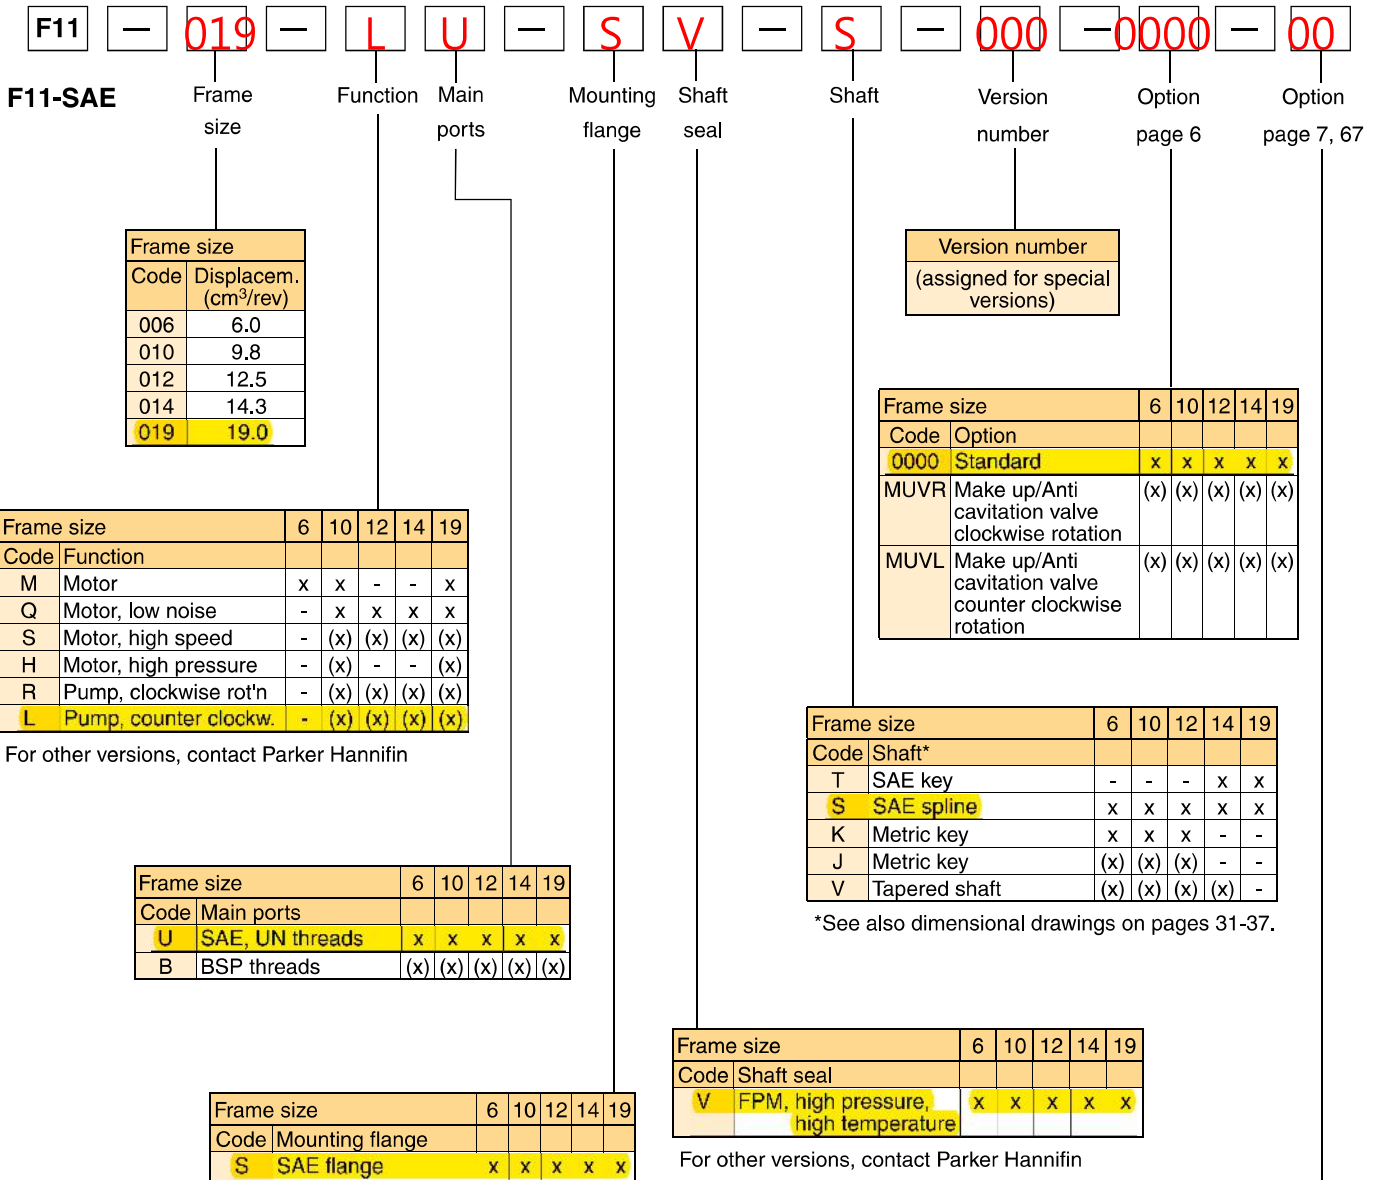 F11 — 019 — L U — S V — S — 000 — 0000 — 00
F11-SAE
Frame size
Function
Main ports
Mounting flange
Shaft seal
Shaft
Version number
Option page 6
Option page 7, 67
Frame size
Code Displacem. (cm³/rev)
006 6.0
010 9.8
012 12.5
014 14.3
019 19.0
Version number
(assigned for special
versions)
Frame size 6 10 12 14 19
Code Option
0000 Standard x x x x x
MUVR Make up/Anti (x) (x) (x) (x) (x)
cavitation valve
clockwise rotation
MUVL Make up/Anti (x) (x) (x) (x) (x)
cavitation valve
counter clockwise
rotation
Frame size 6 10 12 14 19
Code Function
M Motor x x - - x
Q Motor, low noise - x x x x
S Motor, high speed - (x) (x) (x) (x)
H Motor, high pressure - (x) - - (x)
R Pump, clockwise rot'n - (x) (x) (x) (x)
L Pump, counter clockw. - (x) (x) (x) (x)
For other versions, contact Parker Hannifin
Frame size 6 10 12 14 19
Code Shaft*
T SAE key - - - x x
S SAE spline x x x x x
K Metric key x x x - -
J Metric key (x) (x) (x) - -
V Tapered shaft (x) (x) (x) (x) -
*See also dimensional drawings on pages 31-37.
Frame size 6 10 12 14 19
Code Main ports
U SAE, UN threads x x x x x
B BSP threads (x) (x) (x) (x) (x)
Frame size 6 10 12 14 19
Code Shaft seal
V FPM, high pressure, x x x x x
high temperature
For other versions, contact Parker Hannifin
Frame size 6 10 12 14 19
Code Mounting flange
S SAE flange x x x x x